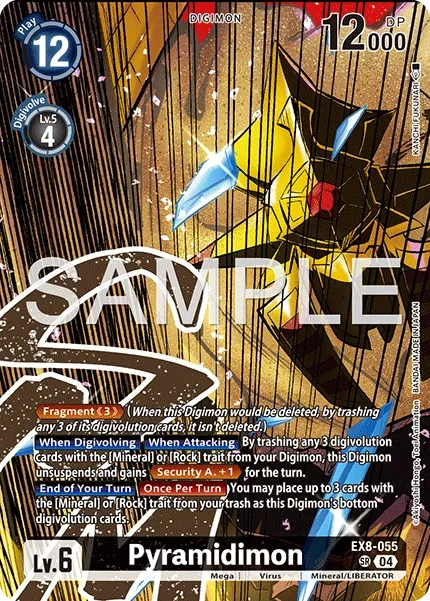 Play
12
DIGIMON
12000
DP
Digivolve
Lv.5
4
KANCHI FUKUNARI
SAMPLE
Fragment《3》 (When this Digimon would be deleted, by trashing
any 3 of its digivolution cards, it isn't deleted.)
When Digivolving When Attacking By trashing any 3 digivolution
cards with the [Mineral] or [Rock] trait from your Digimon, this Digimon
unsuspends and gains Security A. +1 for the turn.
End of Your Turn Once Per Turn You may place up to 3 cards with
the [Mineral] or [Rock] trait from your trash as this Digimon's bottom
digivolution cards.
©Akiyoshi Hongo, Toei Animation BANDAI MADE IN JAPAN
Lv.6
Pyramidimon
EX8-055
SR 04
Mega Virus Mineral/LIBERATOR